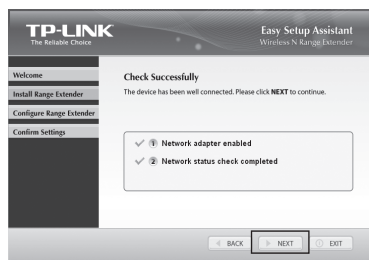 TP-LINK
The Reliable Choice
Easy Setup Assistant
Wireless N Range Extender
Welcome
Install Range Extender
Configure Range Extender
Confirm Settings
Check Successfully
The device has been well connected. Please click NEXT to continue.
1 Network adapter enabled
2 Network status check completed
BACK
NEXT
EXIT